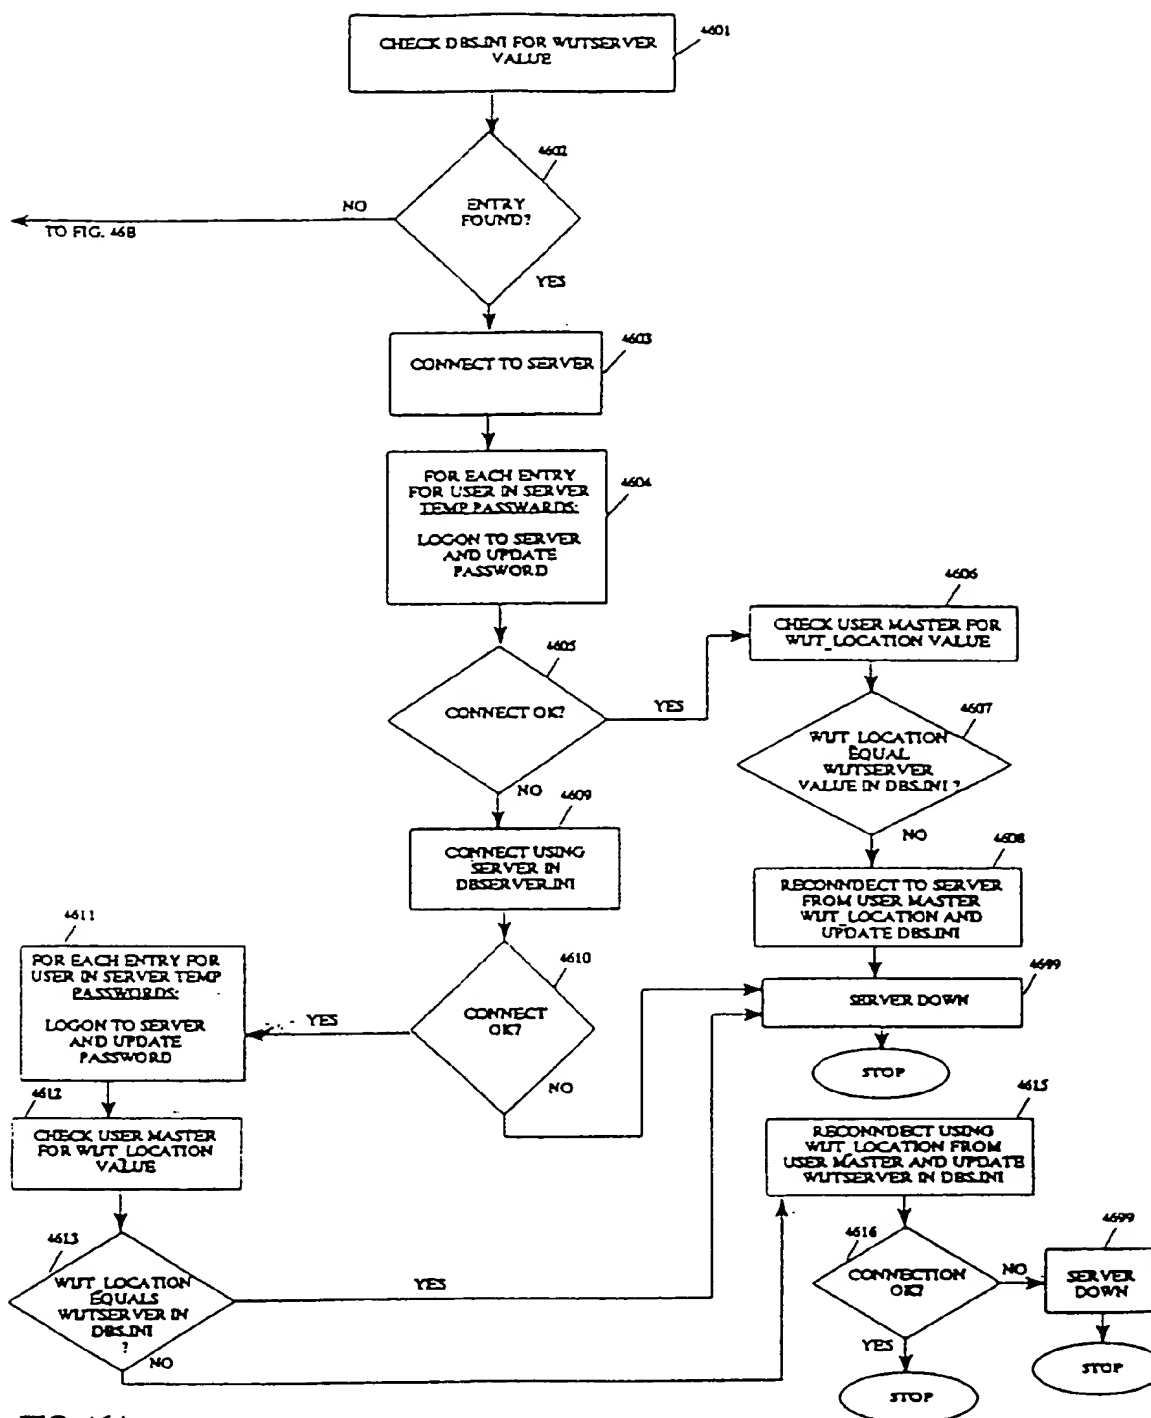 4601
CHECK DBS.INI FOR WUTSERVER
VALUE
4602
ENTRY
FOUND?
NO
TO FIG. 46B
YES
4603
CONNECT TO SERVER
4604
FOR EACH ENTRY
FOR USER IN SERVER
TEMP PASSWARDS:
LOGON TO SERVER
AND UPDATE
PASSWORD
4605
CONNECT OK?
YES
NO
4606
CHECK USER MASTER FOR
WUT_LOCATION VALUE
4607
WUT_LOCATION
EQUAL
WUTSERVER
VALUE IN DBS.INI ?
NO
4608
RECONNDECT TO SERVER
FROM USER MASTER
WUT_LOCATION AND
UPDATE DBS.INI
4609
CONNECT USING
SERVER IN
DBSERVER.INI
4610
CONNECT
OK?
YES
NO
4611
FOR EACH ENTRY FOR
USER IN SERVER TEMP
PASSWORDS:
LOGON TO SERVER
AND UPDATE
PASSWORD
4699
SERVER DOWN
STOP
4612
CHECK USER MASTER
FOR WUT_LOCATION
VALUE
4613
WUT_LOCATION
EQUALS
WUTSERVER IN
DBS.INI
?
YES
NO
4615
RECONNDECT USING
WUT_LOCATION FROM
USER MASTER AND UPDATE
WUTSERVER IN DBS.INI
4616
CONNECTION
OK?
NO
YES
4699
SERVER
DOWN
STOP
STOP